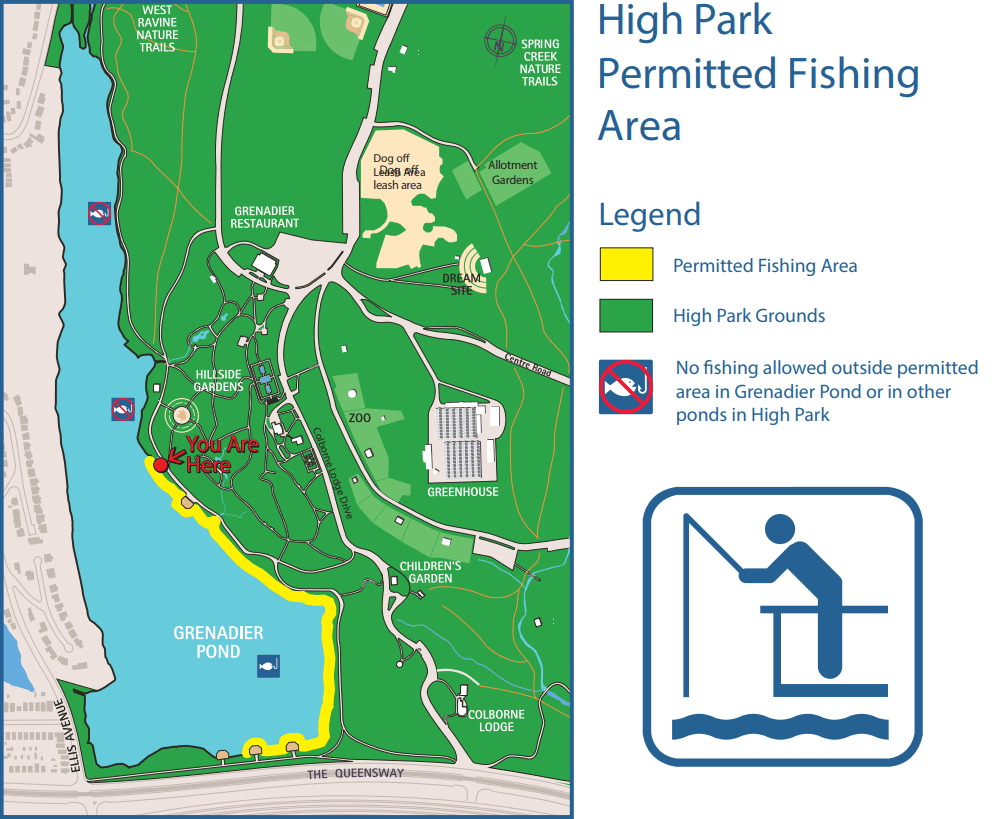 WEST
RAVINE
NATURE
TRAILS
N
SPRING
CREEK
NATURE
TRAILS
Dog off
Leash Area
Dog off
leash area
Allotment
Gardens
GRENADIER
RESTAURANT
DREAM
SITE
Centre Road
HILLSIDE
GARDENS
ZOO
You Are
Here
Colborne Lodge Drive
GREENHOUSE
CHILDREN'S
GARDEN
GRENADIER
POND
COLBORNE
LODGE
ELLIS AVENUE
THE QUEENSWAY
High Park
Permitted Fishing
Area
Legend
Permitted Fishing Area
High Park Grounds
No fishing allowed outside permitted
area in Grenadier Pond or in other
ponds in High Park